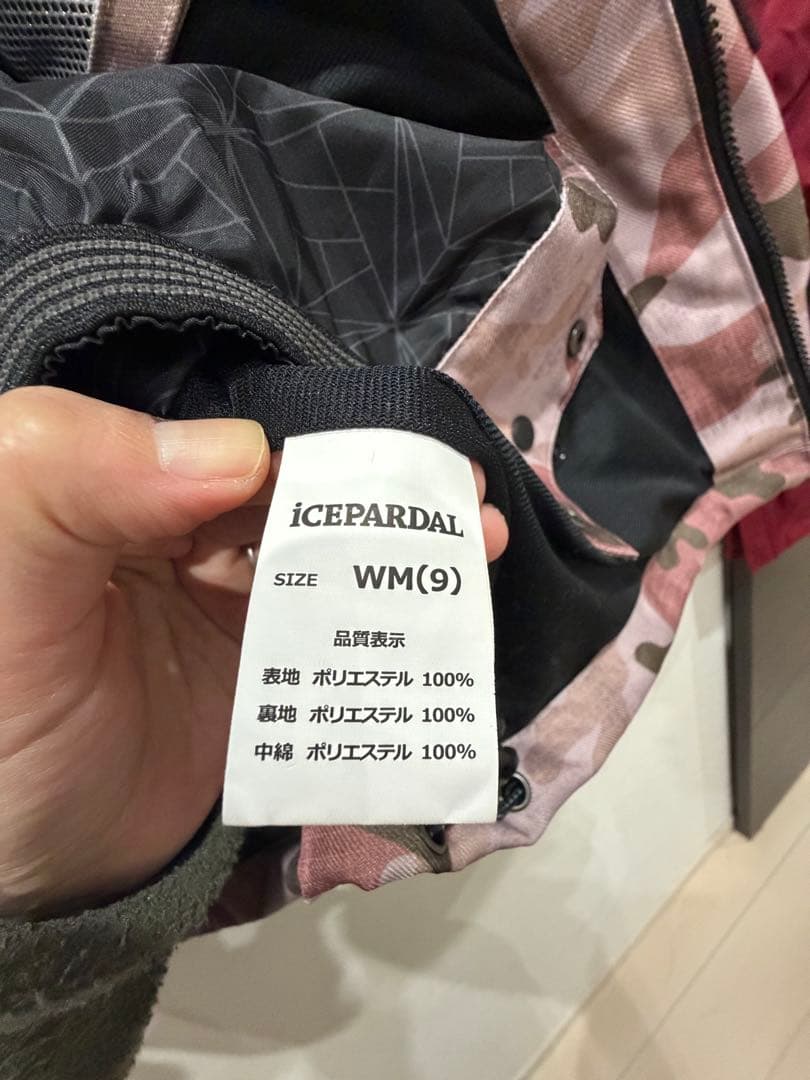 iCEPARDAL
SIZE WM(9)
品質表示
表地 ポリエステル 100%
裏地 ポリエステル 100%
中綿 ポリエステル 100%